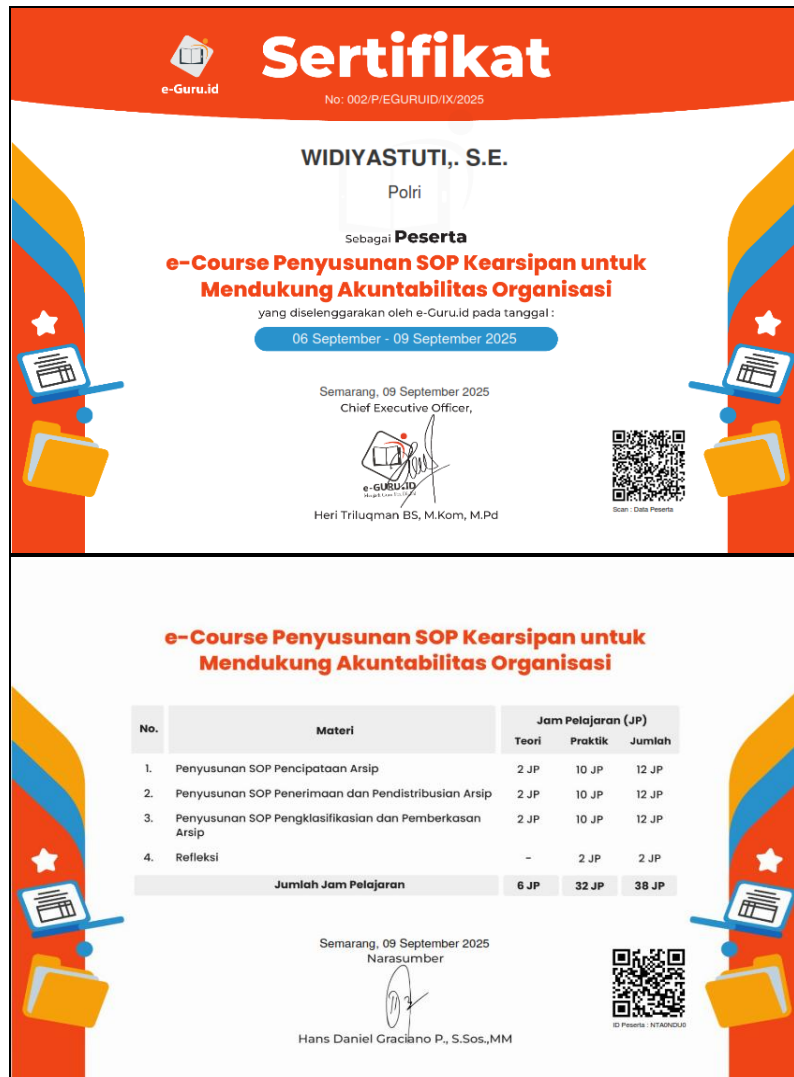 e-Guru.id
Sertifikat
No: 002/P/EGURUID/IX/2025
WIDIYASTUTI,. S.E.
Polri
Sebagai Peserta
e-Course Penyusunan SOP Kearsipan untuk
Mendukung Akuntabilitas Organisasi
yang diselenggarakan oleh e-Guru.id pada tanggal :
06 September - 09 September 2025
Semarang, 09 September 2025
Chief Executive Officer,
e-GURU.ID
Heri Triluqman BS, M.Kom, M.Pd
Scan : Data Peserta
e-Course Penyusunan SOP Kearsipan untuk
Mendukung Akuntabilitas Organisasi
No. Materi Jam Pelajaran (JP)
Teori Praktik Jumlah
1. Penyusunan SOP Pencipataan Arsip 2 JP 10 JP 12 JP
2. Penyusunan SOP Penerimaan dan Pendistribusian Arsip 2 JP 10 JP 12 JP
3. Penyusunan SOP Pengklasifikasian dan Pemberkasan 2 JP 10 JP 12 JP
Arsip
4. Refleksi - 2 JP 2 JP
Jumlah Jam Pelajaran 6 JP 32 JP 38 JP
Semarang, 09 September 2025
Narasumber
Hans Daniel Graciano P., S.Sos.,MM
ID Peserta : NTA0NDU0